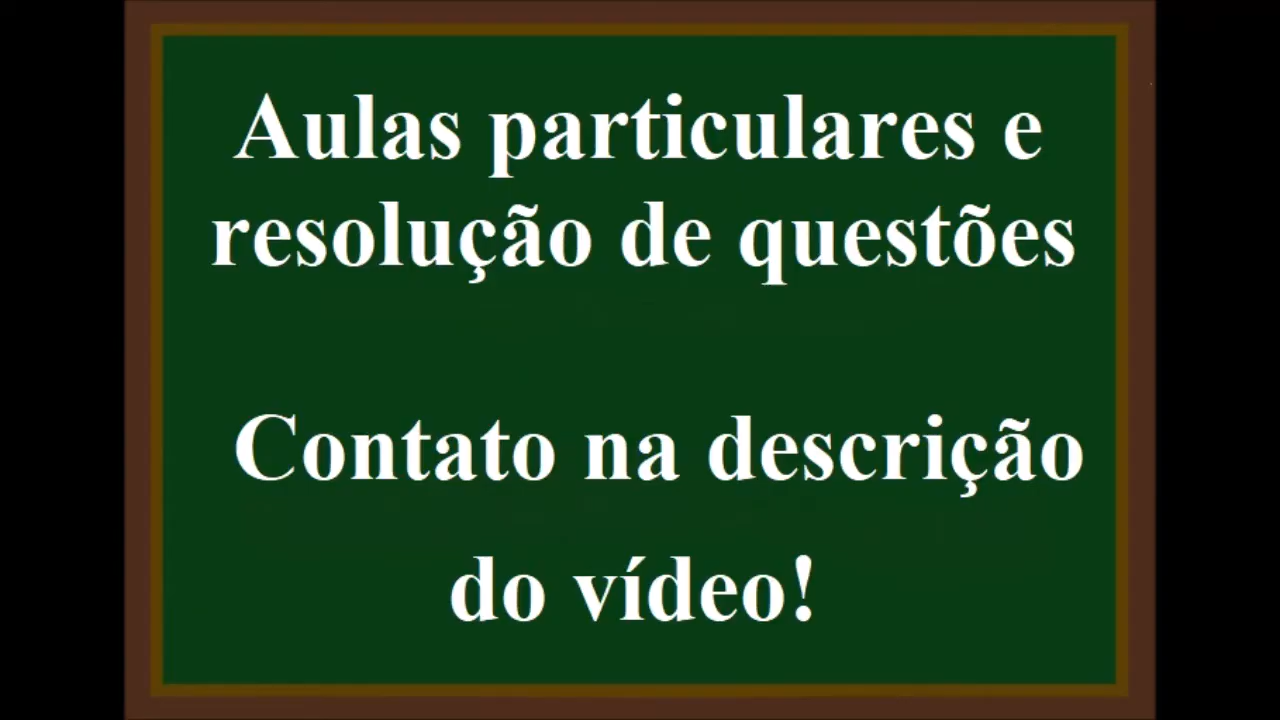 Aulas particulares e
resolução de questões
Contato na descrição
do vídeo!